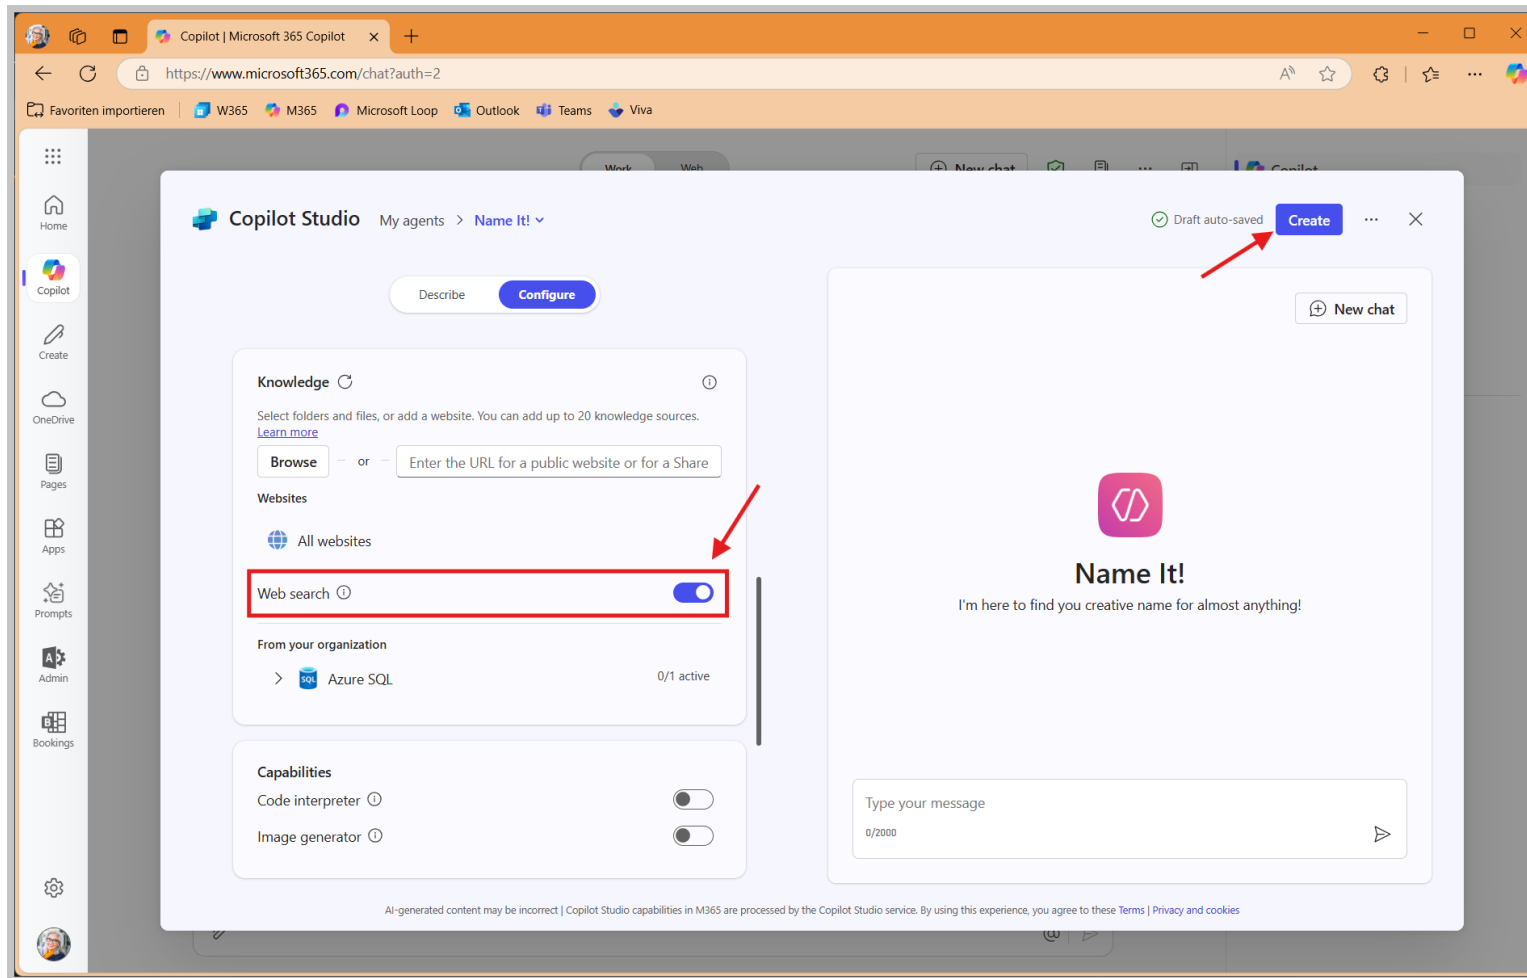 Copilot | Microsoft 365 Copilot
https://www.microsoft365.com/chat?auth=2
Favoriten importieren
W365
M365
Microsoft Loop
Outlook
Teams
Viva
Work
Web
New chat
Copilot
Home
Copilot
Create
OneDrive
Pages
Apps
Prompts
Admin
Bookings
Copilot Studio
My agents > Name It!
Draft auto-saved
Create
Describe
Configure
Knowledge
Select folders and files, or add a website. You can add up to 20 knowledge sources.
Learn more
Browse
or
Enter the URL for a public website or for a Share
Websites
All websites
Web search
From your organization
SQL
Azure SQL
0/1 active
Capabilities
Code interpreter
Image generator
New chat
Name It!
I'm here to find you creative name for almost anything!
Type your message
0/2000
AI-generated content may be incorrect | Copilot Studio capabilities in M365 are processed by the Copilot Studio service. By using this experience, you agree to these Terms | Privacy and cookies